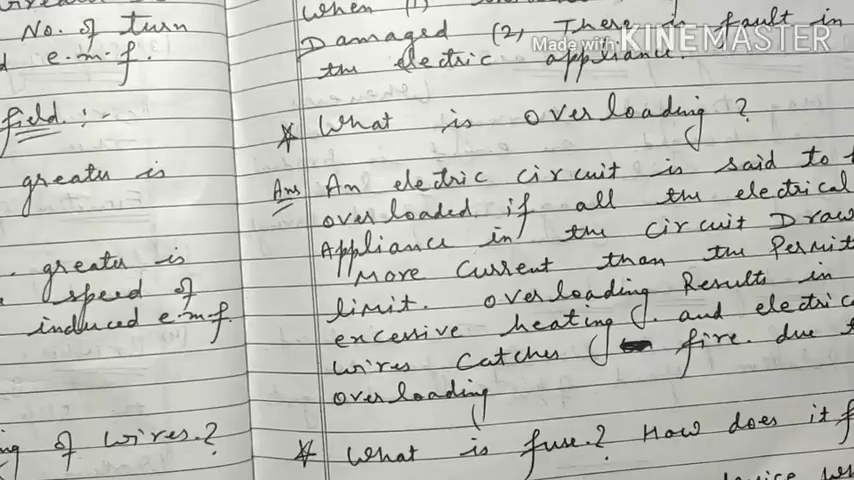 No. of turn
e.m.f.
field :-
greater is
greater is
speed of
induced e.m.f.
of wires.?
When (1)
Damaged (2, There is fault in
the electric appliance.
Made with KINEMASTER
* What is overloading ?
Ans An electric circuit is said to
overloaded. if all the electrical
Appliance in the circuit Draw
More current than the Permit
limit. overloading Results in
excessive heating. and electric
wires catches fire. due
overloading
* What is fuse.? How does it